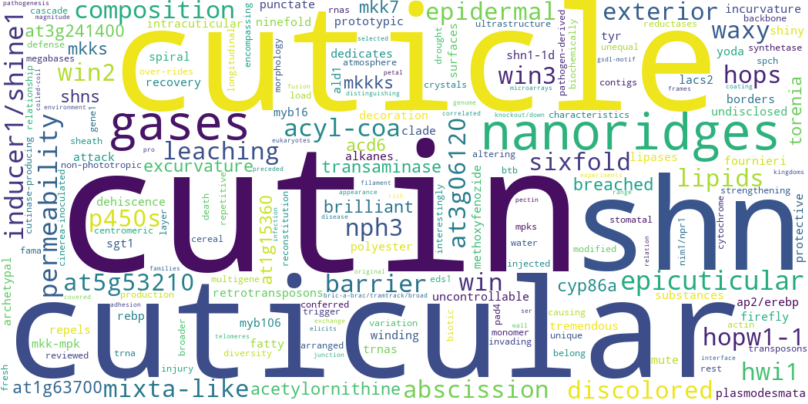 pathogenesis
magnitude
cascade
composition
rnas
mkk7
epidermal
exterior
incurvature
backbone
at3g241400
intracuticular
punctate
ninefold
prototypic
ultrastructure
reductases
waxy
shiny
defense
mkks
spiral
encompassing
dedicates
atmosphere
surfaces
shn1-1d
tyr
unequal
yoda
synthetase
megabases
win2
over-rides
recovery
longitudinal
cuticle
morphology
mkkks
selected
petal
drought
crystals
win3
gsdl-motif
pathogen-derived
biochemically
lacs2
hops
spch
coating
coiled-coil
shns
load
fusion
ald1
distinguishing
microarrays
genome
contigs
frames
borders
undisclosed
torenia
environment
relationship
gene1
gases
myb16
decoration
correlated
knockout/down
characteristics
inducer1/shine1
sheath
leaching
acyl-coa
clade
nanoridges
attack
pro
eukaryotes
acd6
altering
sixfold
lipases
fournieri
kingdoms
non-phototropic
excurvature
preceded
alkanes
transaminase
at3g06120
btb
breached
experiments
range
strengthening
permeability
cutinase-producing
cinerea-inoculated
dehiscence
p450s
centromeric
layer
death
repetitive
cutin
at1g15360
reconstitution
infection
appearance
filament
risk
brilliant
disease
nph3
interestingly
methoxyfenozide
pectin
mpks
water
stomatal
lipids
shn
modified
relation
nim1/npr1
cytochrome
protective
fama
sgt1
cereal
polyester
injected
archetypal
families
original
eds1
at5g53210
multigene
bric-a-brac/tramtrack/broad
barrier
win
cyp86a
epicuticular
covered
production
retrotransposons
uncontrollable
substances
ap2/erebp
adhesion
rebp
myb106
conferred
exchange
variation
biotic
pad4
ser
causing
actin
firefly
repels
broader
telomeres
trigger
elicits
winding
monomer
wall
unique
tremendous
hopw1-1
transposons
mkk-mpk
reviewed
cuticular
fatty
arranged
junction
trnas
invading
belong
mute
interface
rest
fresh
trna
injury
diversity
hwi1
at1g63700
mixta-like
acetylornithine
abscission
discolored
plasmodesmata